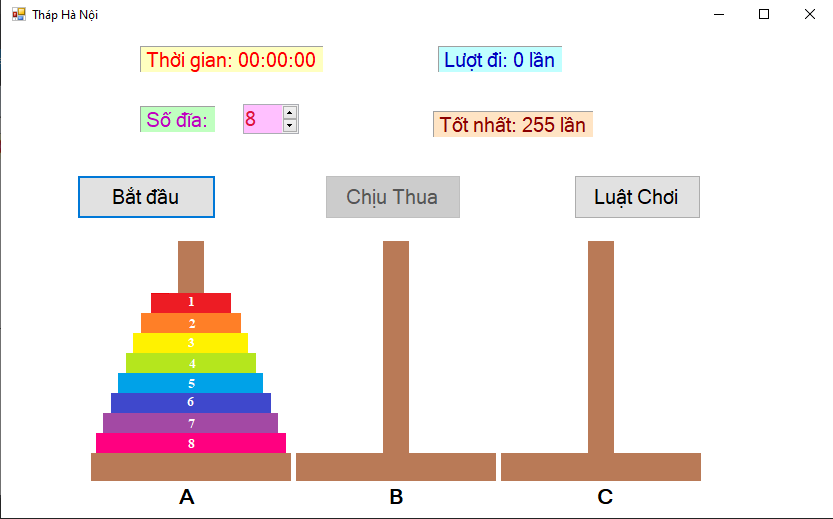 Tháp Hà Nội
Thời gian: 00:00:00
Lượt đi: 0 lần
Số đĩa:
8
Tốt nhất: 255 lần
Bắt đầu
Chịu Thua
Luật Chơi
1
2
3
4
5
6
7
8
A
B
C